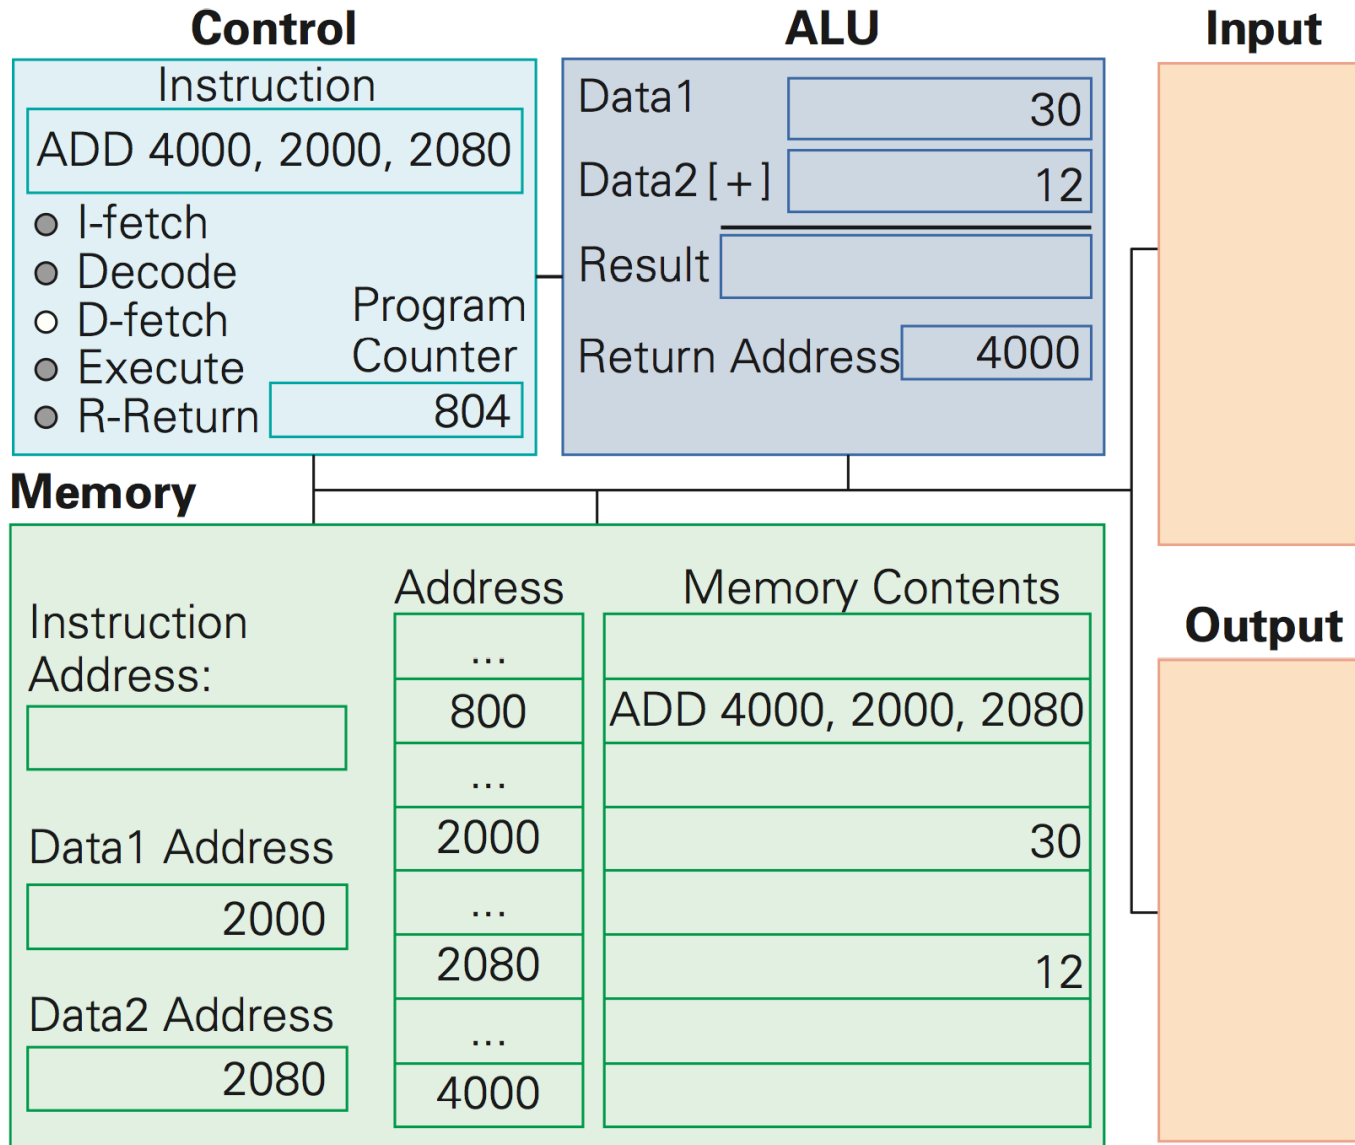 Control
Instruction
ADD 4000, 2000, 2080
I-fetch
Decode
D-fetch
Execute
R-Return
Program
Counter
804
ALU
Data1 30
Data2 [+] 12
Result
Return Address 4000
Input
Memory
Instruction
Address:
Data1 Address
2000
Data2 Address
2080
Address Memory Contents
...
800 ADD 4000, 2000, 2080
...
2000 30
...
2080 12
...
4000
Output